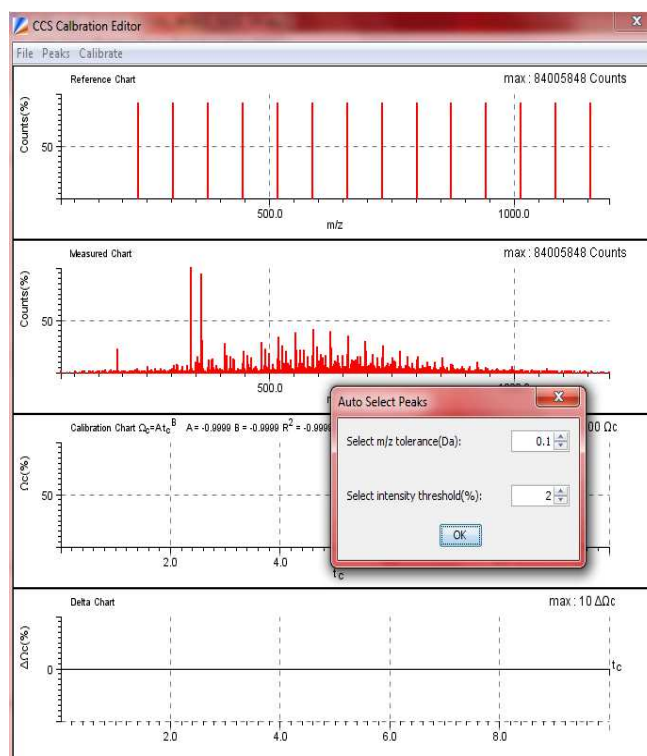 CCS Calbration Editor
File Peaks Calibrate
Reference Chart
max : 84005848 Counts
Counts(%)
50
500.0
1000.0
m/z
Measured Chart
max : 84005848 Counts
Counts(%)
50
500.0
Auto Select Peaks
Select m/z tolerance(Da):
0.1
Select intensity threshold(%):
2
OK
Calibration Chart Ωc=Atc^B A = -0.9999 B = -0.9999 R² = -0.9999
00 Ωc
Ωc(%)
50
2.0
4.0
tc
Delta Chart
max : 10 ΔΩc
ΔΩc(%)
0
tc
2.0
4.0
6.0
8.0